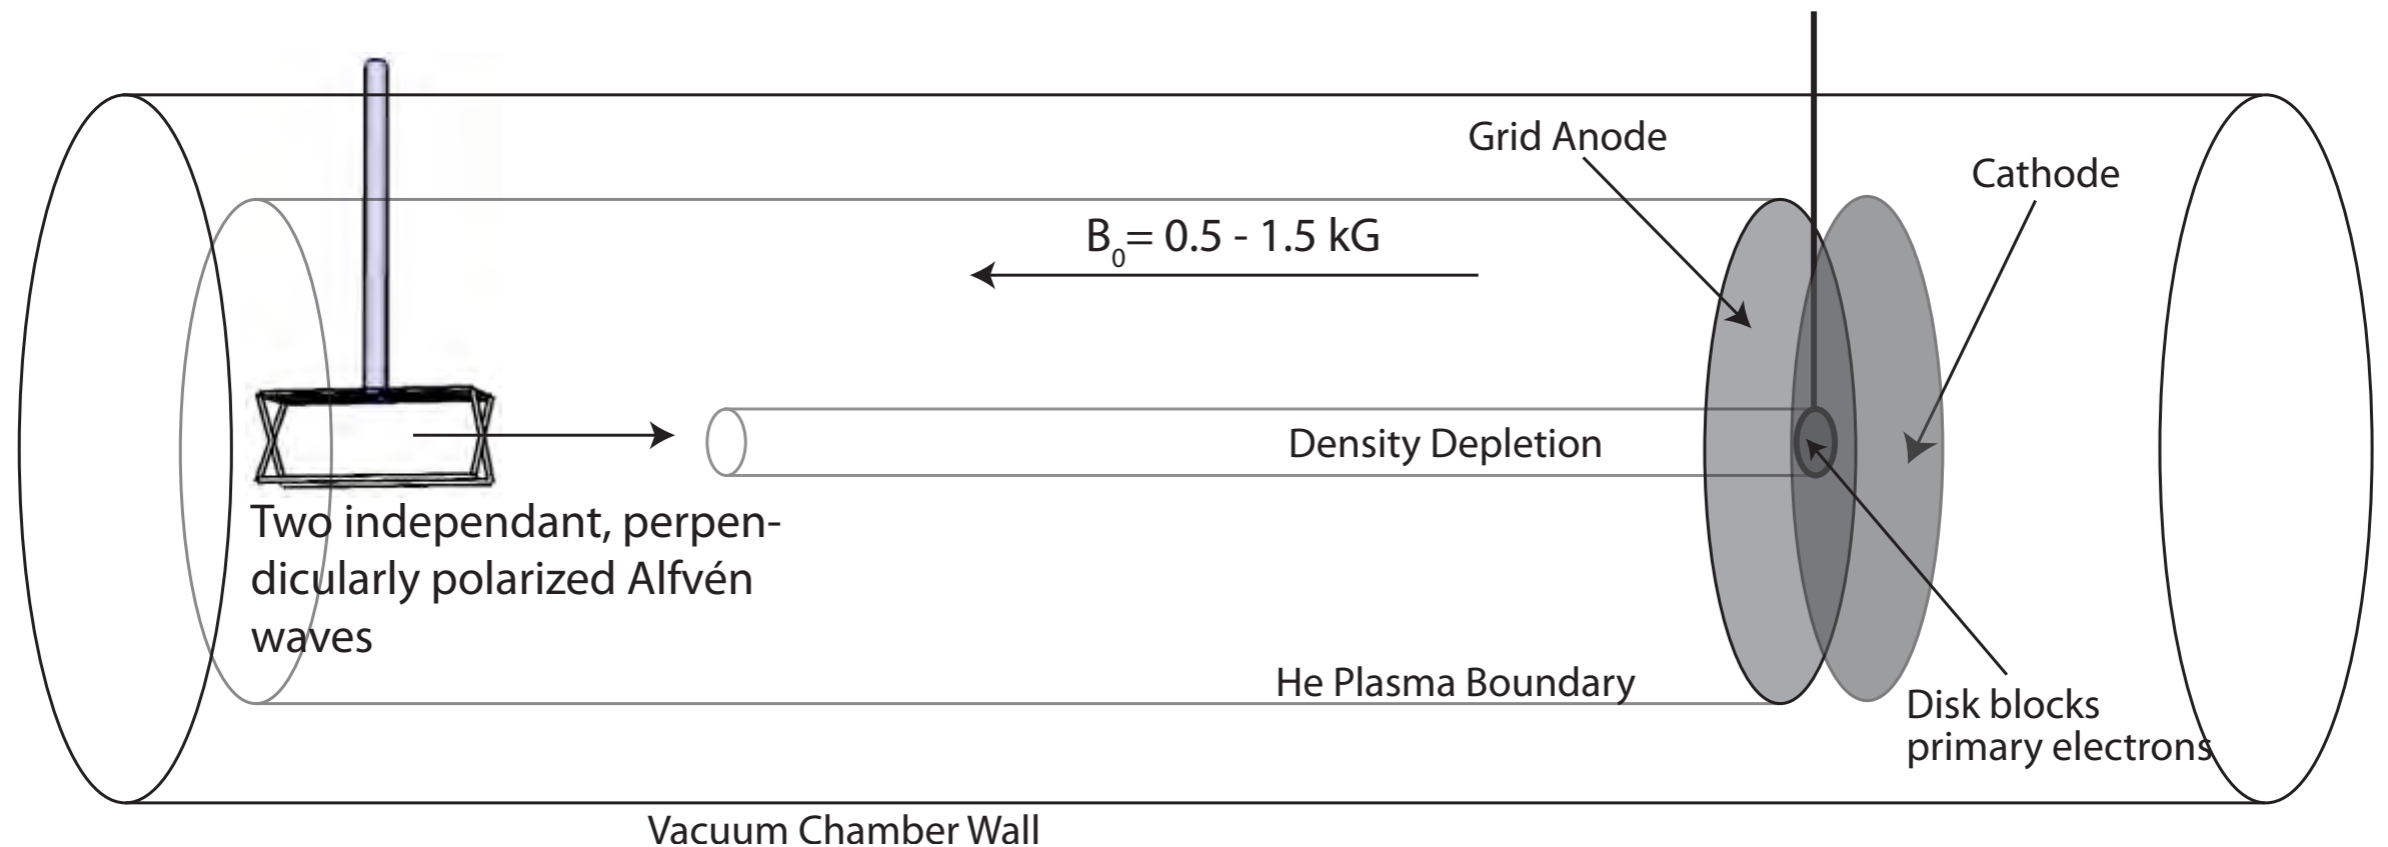 Grid Anode
Cathode
B₀= 0.5 - 1.5 kG
Density Depletion
Two independant, perpen-
dicularly polarized Alfvén
waves
He Plasma Boundary
Disk blocks
primary electrons
Vacuum Chamber Wall